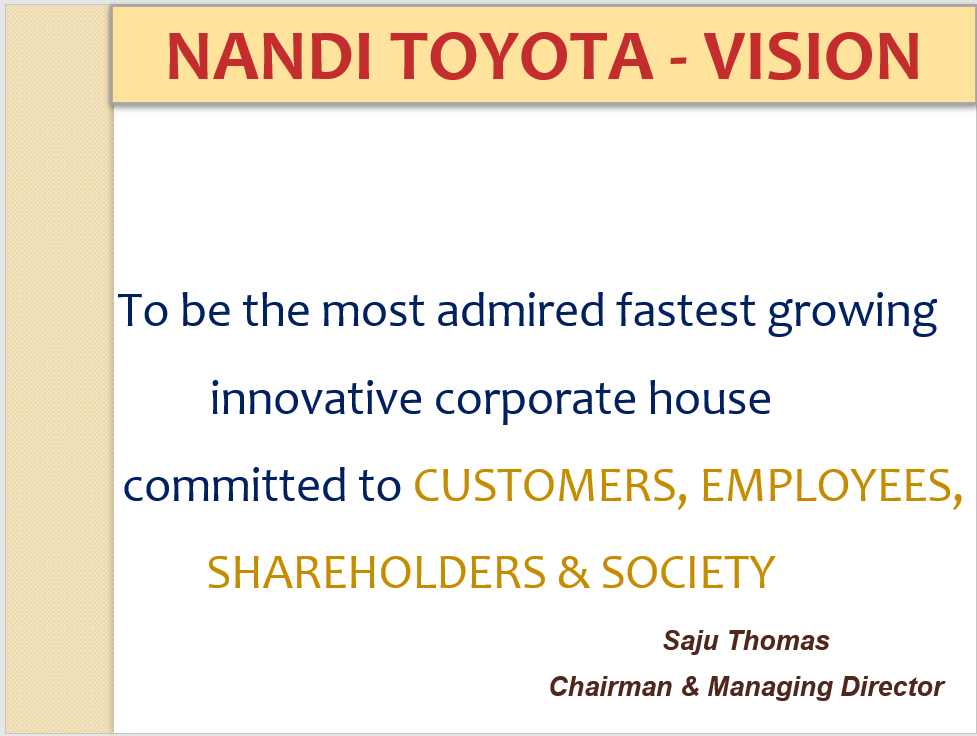 NANDI TOYOTA - VISION
To be the most admired fastest growing
innovative corporate house
committed to CUSTOMERS, EMPLOYEES,
SHAREHOLDERS & SOCIETY
Saju Thomas
Chairman & Managing Director